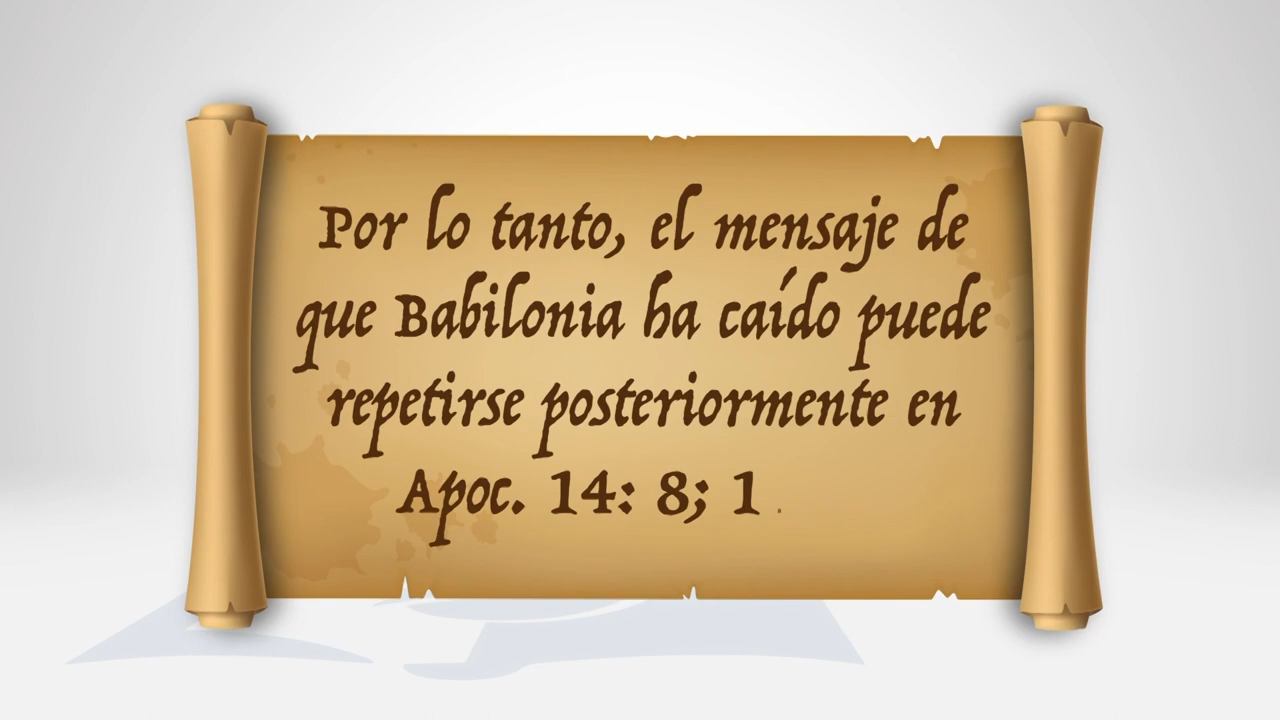 Por lo tanto, el mensaje de
que Babilonia ha caído puede
repetirse posteriormente en
Apoc. 14: 8; 1